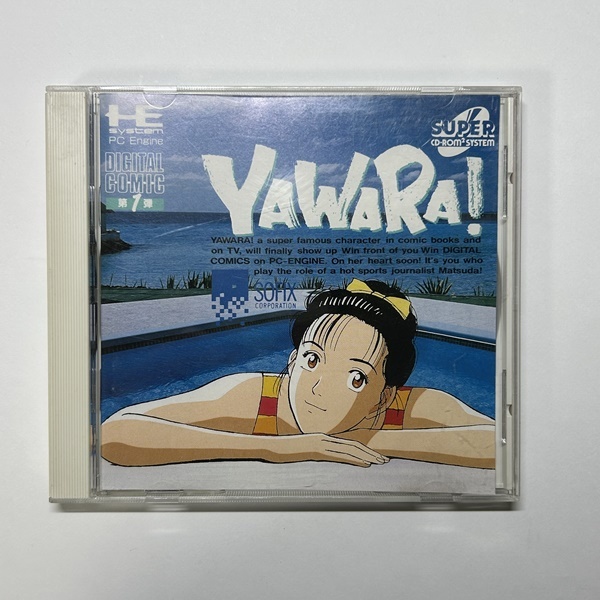 HE
system
PC Engine
SUPER
CD-ROM² SYSTEM
DIGITAL
COMIC
第1弾
YAWARA!
YAWARA! a super famous character in comic books and
on TV, will finally show up Win front of you Win DIGITAL
COMICS on PC-ENGINE. On her heart soon! It's you who
play the role of a hot sports journalist Matsuda!
SOFIX
CORPORATION